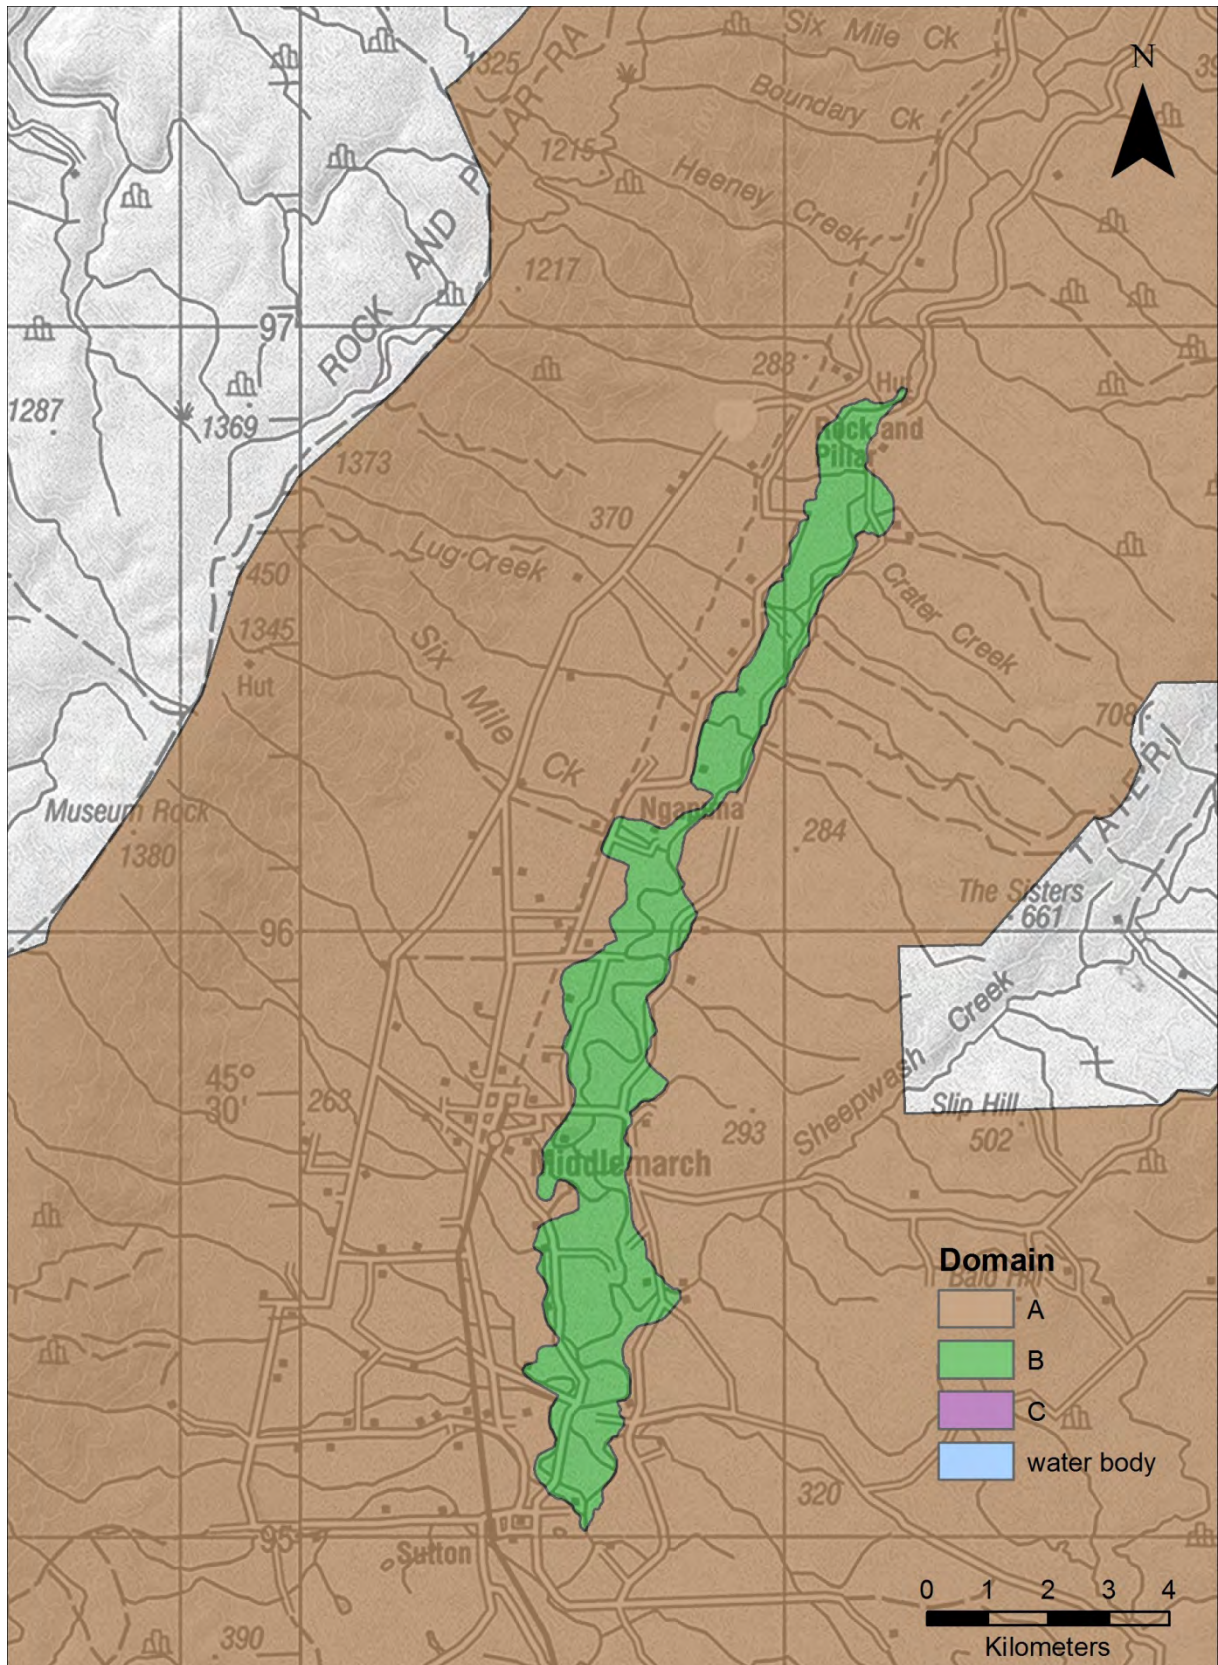 Six Mile Ck
N
1325
Boundary Ck
1215
Heeney Creek
ROCK AND PILLAR RA
1217
97
288
Hut
1287
1369
Rock and
Pillar
1373
370
Lug Creek
450
Crater Creek
1345
Six Mile Ck
Hut
708
TAIERI
Museum Rock
Ngapuna
1380
284
The Sisters
661
96
Sheepwash Creek
45°
30'
263
Slip Hill
502
293
Middlemarch
Domain
Bald Hill
A
B
C
water body
320
95
Sutton
0 1 2 3 4
Kilometers
390